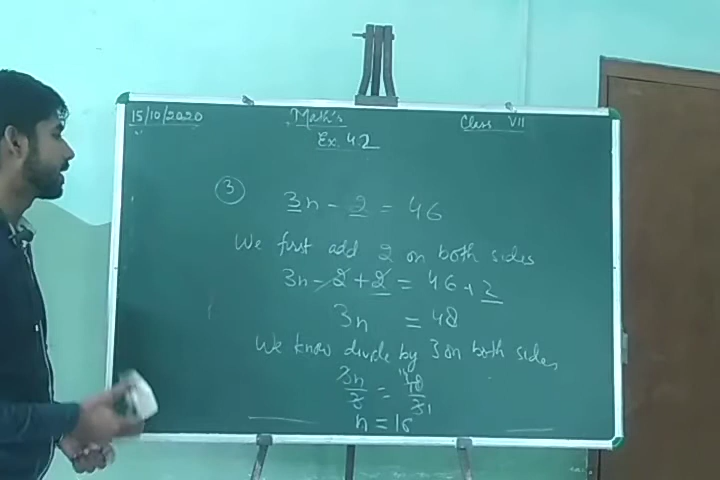 15/10/2020 Math's Class VII
Ex. 4.2
3
3n - 2 = 46
We first add 2 on both sides
3n - 2 + 2 = 46 + 2
3n = 48
We know divide by 3 on both sides,
3n/3 = 48/3
n = 16